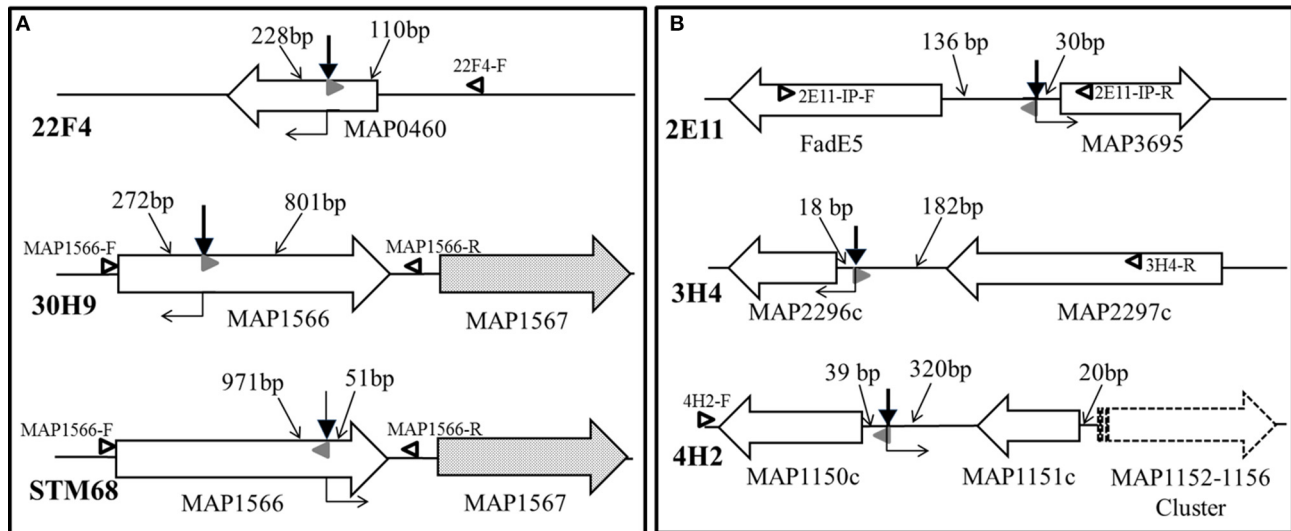 A
228bp
110bp
22F4-F
22F4
MAP0460
272bp
801bp
MAP1566-F
MAP1566-R
30H9
MAP1566
MAP1567
971bp
51bp
MAP1566-F
MAP1566-R
STM68
MAP1566
MAP1567
B
136 bp
30bp
2E11-IP-F
2E11-IP-R
2E11
FadE5
MAP3695
18 bp
182bp
3H4-R
3H4
MAP2296c
MAP2297c
39 bp
320bp
20bp
4H2-F
4H2
MAP1150c
MAP1151c
MAP1152-1156
Cluster